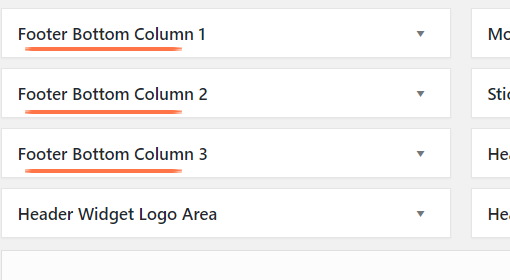 Footer Bottom Column 1
Footer Bottom Column 2
Footer Bottom Column 3
Header Widget Logo Area